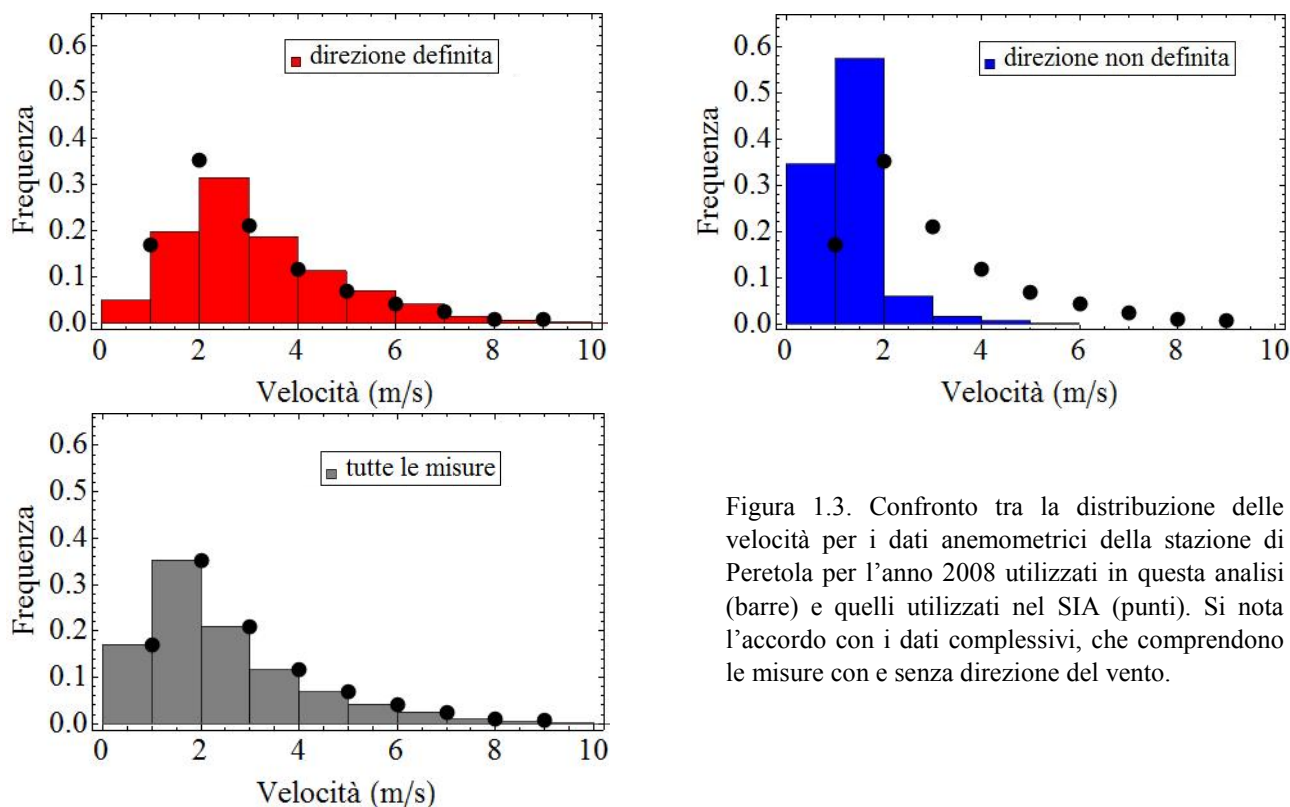 direzione definita
Frequenza
0.6
0.5
0.4
0.3
0.2
0.1
0.0
0 2 4 6 8 10
Velocità (m/s)
direzione non definita
Frequenza
0.6
0.5
0.4
0.3
0.2
0.1
0.0
0 2 4 6 8 10
Velocità (m/s)
tutte le misure
Frequenza
0.6
0.5
0.4
0.3
0.2
0.1
0.0
0 2 4 6 8 10
Velocità (m/s)
Figura 1.3. Confronto tra la distribuzione delle
velocità per i dati anemometrici della stazione di
Peretola per l’anno 2008 utilizzati in questa analisi
(barre) e quelli utilizzati nel SIA (punti). Si nota
l’accordo con i dati complessivi, che comprendono
le misure con e senza direzione del vento.